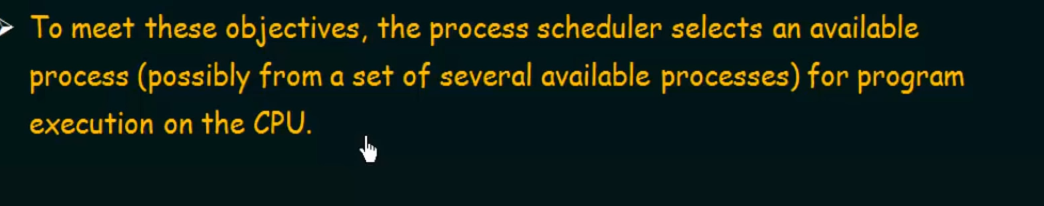 To meet these objectives, the process scheduler selects an available
process (possibly from a set of several available processes) for program
execution on the CPU.